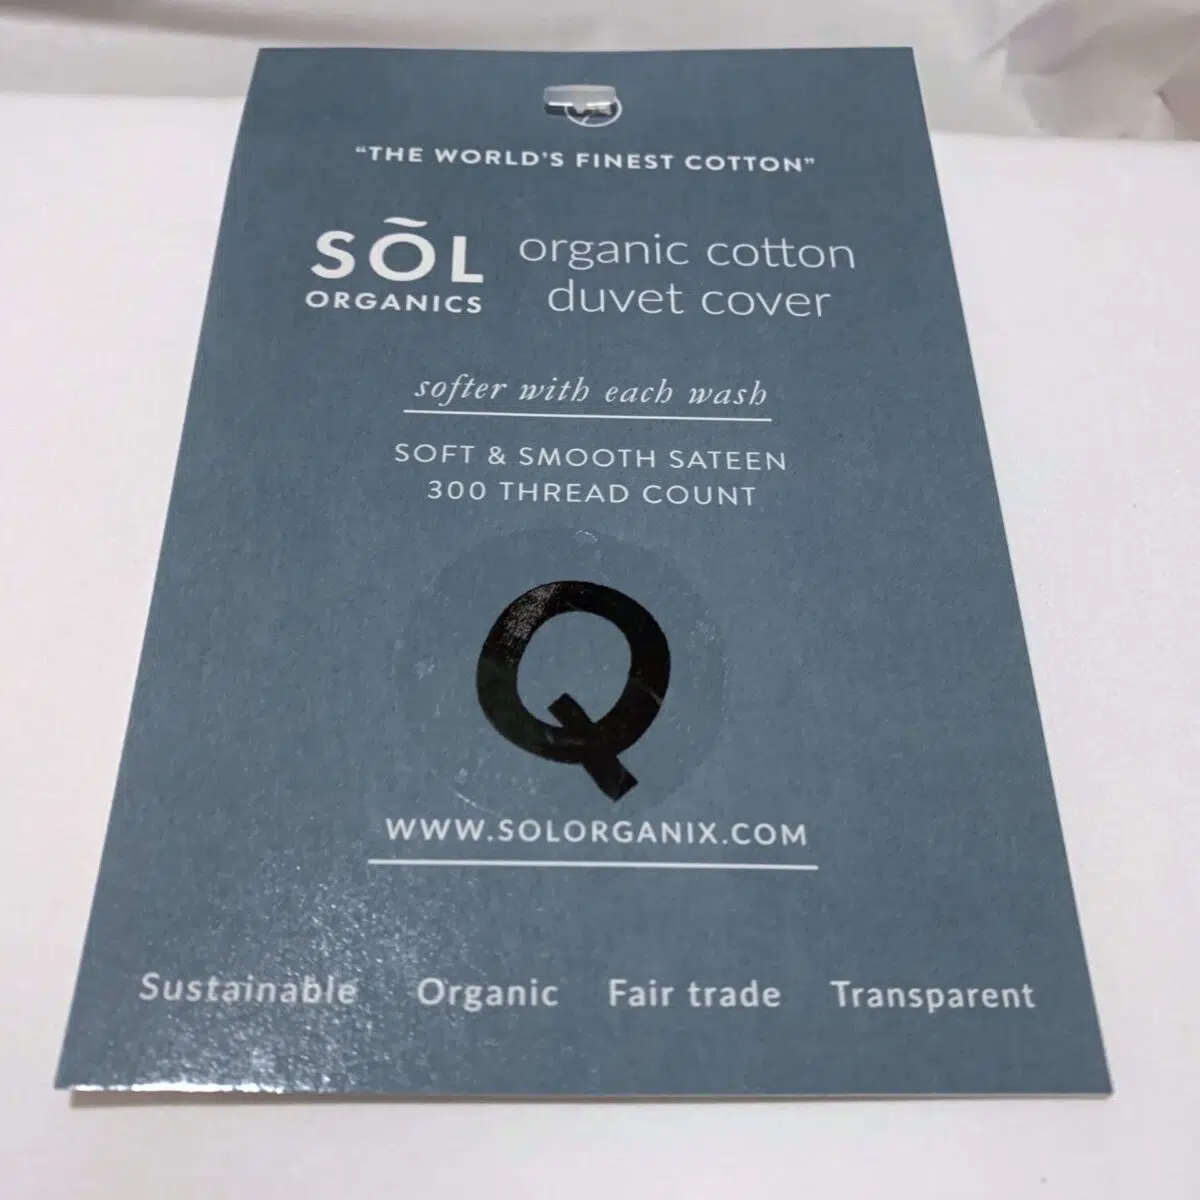 “THE WORLD’S FINEST COTTON”
SÕL
ORGANICS
organic cotton
duvet cover
softer with each wash
SOFT & SMOOTH SATEEN
300 THREAD COUNT
Q
WWW.SOLORGANIX.COM
Sustainable Organic Fair trade Transparent